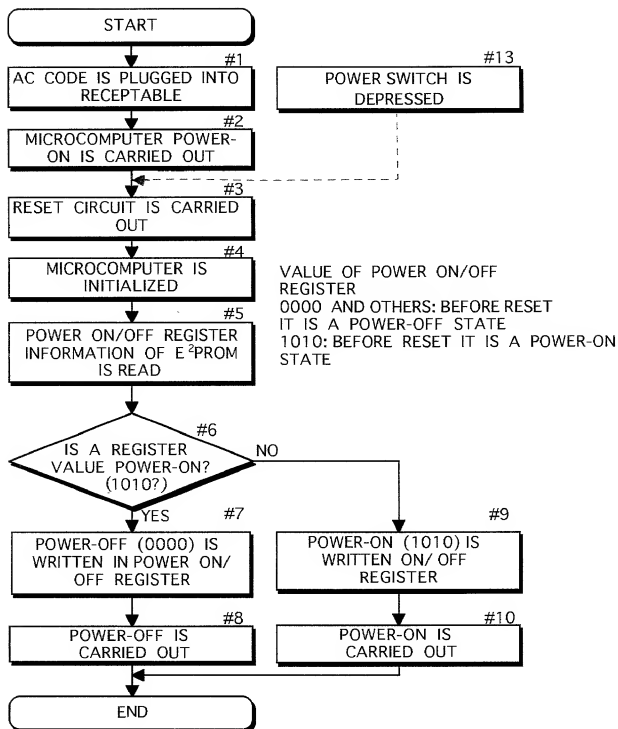 START
#1
AC CODE IS PLUGGED INTO
RECEPTABLE
#13
POWER SWITCH IS
DEPRESSED
#2
MICROCOMPUTER POWER-
ON IS CARRIED OUT
#3
RESET CIRCUIT IS CARRIED
OUT
#4
MICROCOMPUTER IS
INITIALIZED
VALUE OF POWER ON/OFF
REGISTER
0000 AND OTHERS: BEFORE RESET
IT IS A POWER-OFF STATE
1010: BEFORE RESET IT IS A POWER-ON
STATE
#5
POWER ON/OFF REGISTER
INFORMATION OF E²PROM
IS READ
#6
IS A REGISTER
VALUE POWER-ON?
(1010?)
NO
YES
#7
POWER-OFF (0000) IS
WRITTEN IN POWER ON/
OFF REGISTER
#9
POWER-ON (1010) IS
WRITTEN ON/ OFF
REGISTER
#8
POWER-OFF IS
CARRIED OUT
#10
POWER-ON IS
CARRIED OUT
END